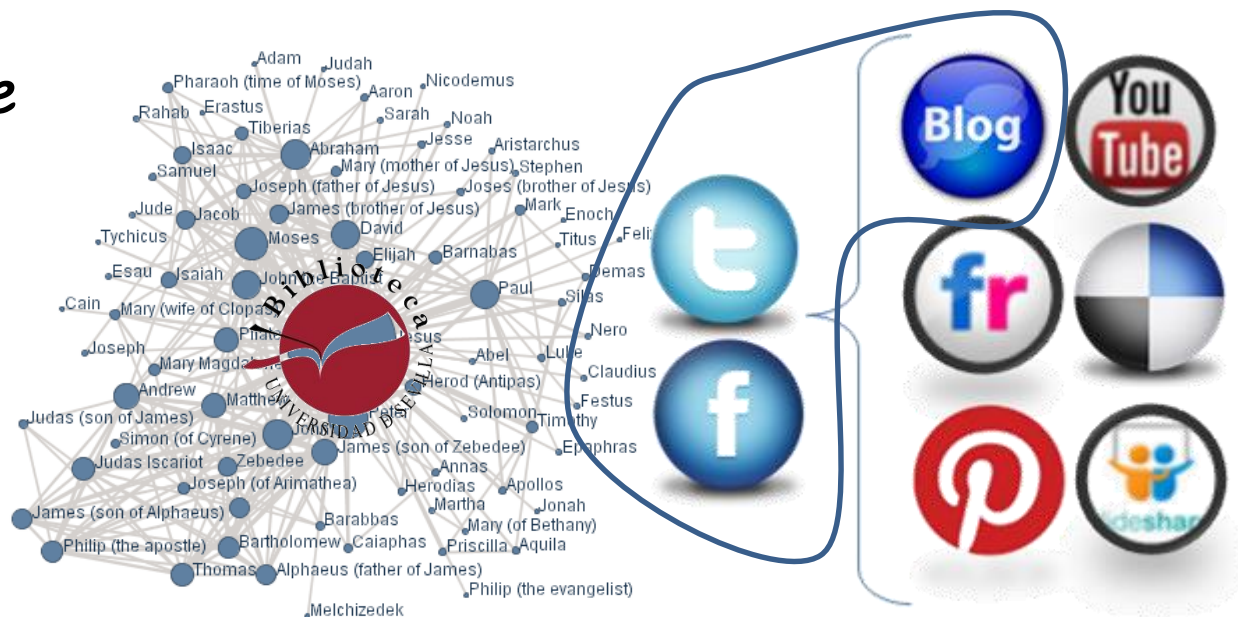 e
Adam
Judah
Pharaoh (time of Moses)
Nicodemus
Aaron
Rahab
Erastus
Sarah
Noah
Tiberias
Jesse
Aristarchus
Isaac
Abraham
Samuel
Mary (mother of Jesus)
Stephen
Joseph (father of Jesus)
Joses (brother of Jesus)
Jude
Jacob
James (brother of Jesus)
Mark
Enoch
Tychicus
Moses
David
Titus
Elijah
Barnabas
Esau
Isaiah
Demas
Paul
Silas
Cain
Mary (wife of Clopas
Biblioteca
UNIVERSIDAD D SEVILLA
Nero
Joseph
Abel
Luke
Mary Magda
Claudius
Andrew
Herod (Antipas)
Festus
Judas (son of James)
Solomon
Timothy
Simon (of Cyrene)
James (son of Zebedee)
Epaphras
Judas Iscariot
Zebedee
Annas
Joseph (of Arimathea)
Herodias
Apollos
Martha
Jonah
James (son of Alphaeus)
Barabbas
Mary (of Bethany)
Philip (the apostle)
Bartholomew
Caiaphas
Priscilla
Aquila
Thomas
Alphaeus (father of James)
Philip (the evangelist)
Melchizedek
t
f
Blog
You
Tube
fr